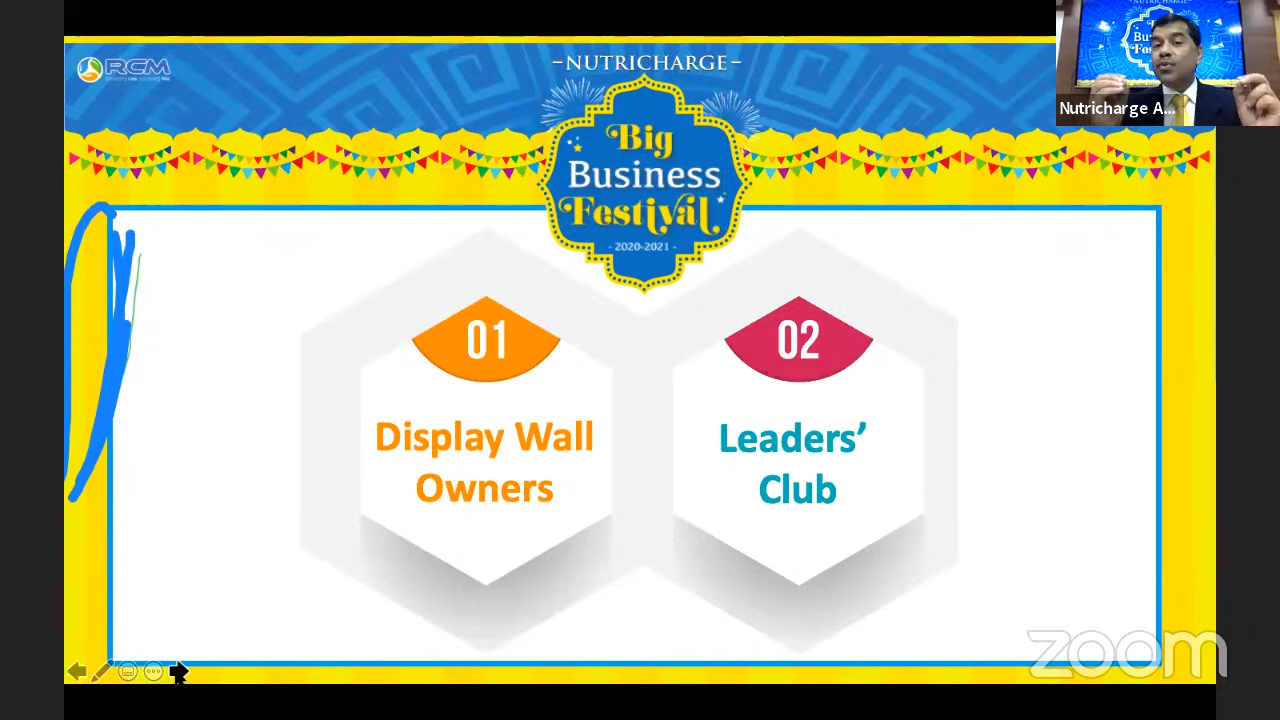 RCM
-NUTRICHARGE-
Big
Business
Festival
- 2020-2021 -
Nutricharge A...
01
Display Wall
Owners
02
Leaders’
Club
zoom